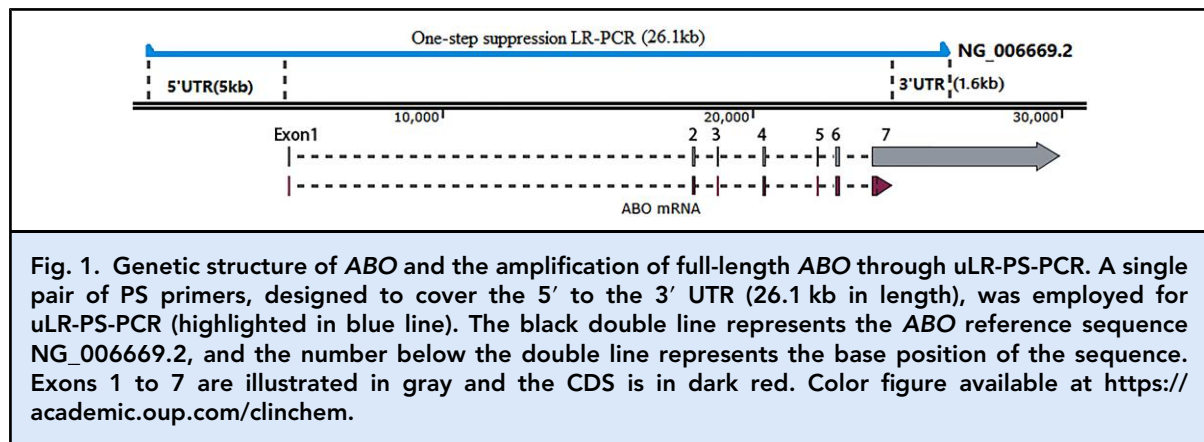 One-step suppression LR-PCR (26.1kb)
NG_006669.2
5'UTR(5kb)
3'UTR (1.6kb)
10,000
20,000
30,000
Exon1 2 3 4 5 6 7
ABO mRNA
Fig. 1. Genetic structure of ABO and the amplification of full-length ABO through uLR-PS-PCR. A single
pair of PS primers, designed to cover the 5′ to the 3′ UTR (26.1 kb in length), was employed for
uLR-PS-PCR (highlighted in blue line). The black double line represents the ABO reference sequence
NG_006669.2, and the number below the double line represents the base position of the sequence.
Exons 1 to 7 are illustrated in gray and the CDS is in dark red. Color figure available at https://
academic.oup.com/clinchem.